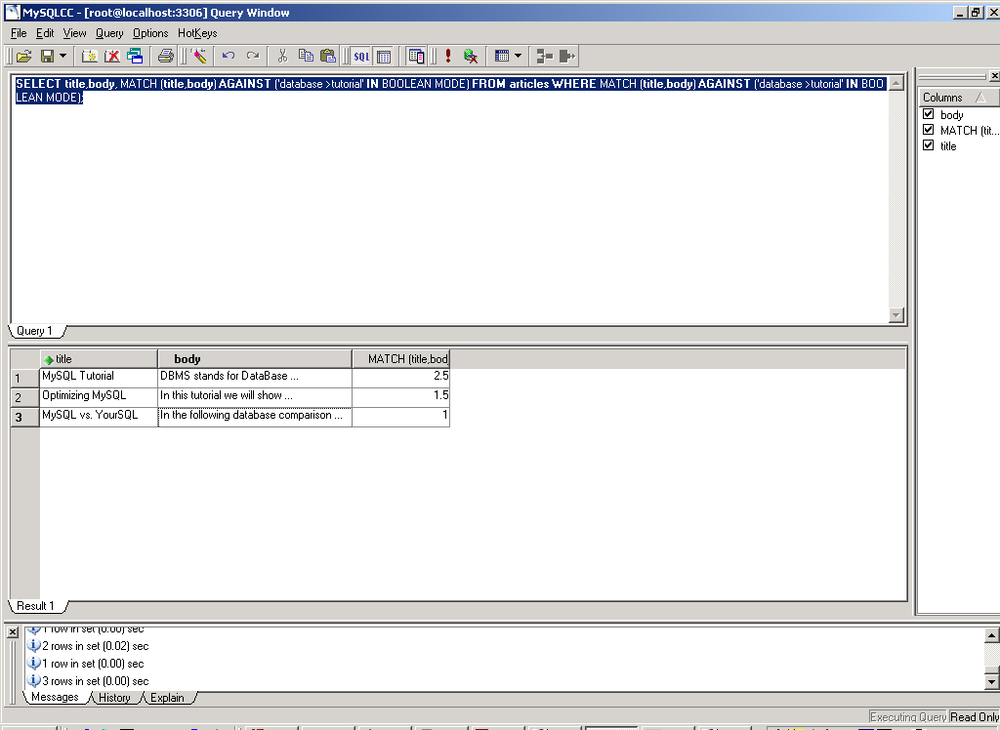 MySQLCC - [root@localhost:3306] Query Window
File Edit View Query Options HotKeys
SQL
SELECT title,body, MATCH (title,body) AGAINST ('database >tutorial' IN BOOLEAN MODE) FROM articles WHERE MATCH (title,body) AGAINST ('database >tutorial' IN BOO
LEAN MODE);
Columns
body
MATCH (tit...
title
Query 1
title body MATCH (title,bod
1 MySQL Tutorial DBMS stands for DataBase ... 2.5
2 Optimizing MySQL In this tutorial we will show ... 1.5
3 MySQL vs. YourSQL In the following database comparison ... 1
Result 1
1 row in set (0.00) sec
2 rows in set (0.02) sec
1 row in set (0.00) sec
3 rows in set (0.00) sec
Messages History Explain
Executing Query Read Only